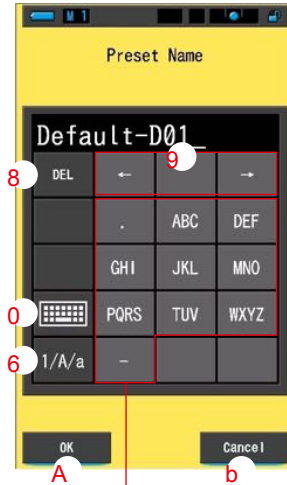 M 1
Preset Name
Default-D01_
9
8 DEL ← →
. ABC DEF
GHI JKL MNO
0 PQRS TUV WXYZ
6 1/A/a -
OK Cancel
A b